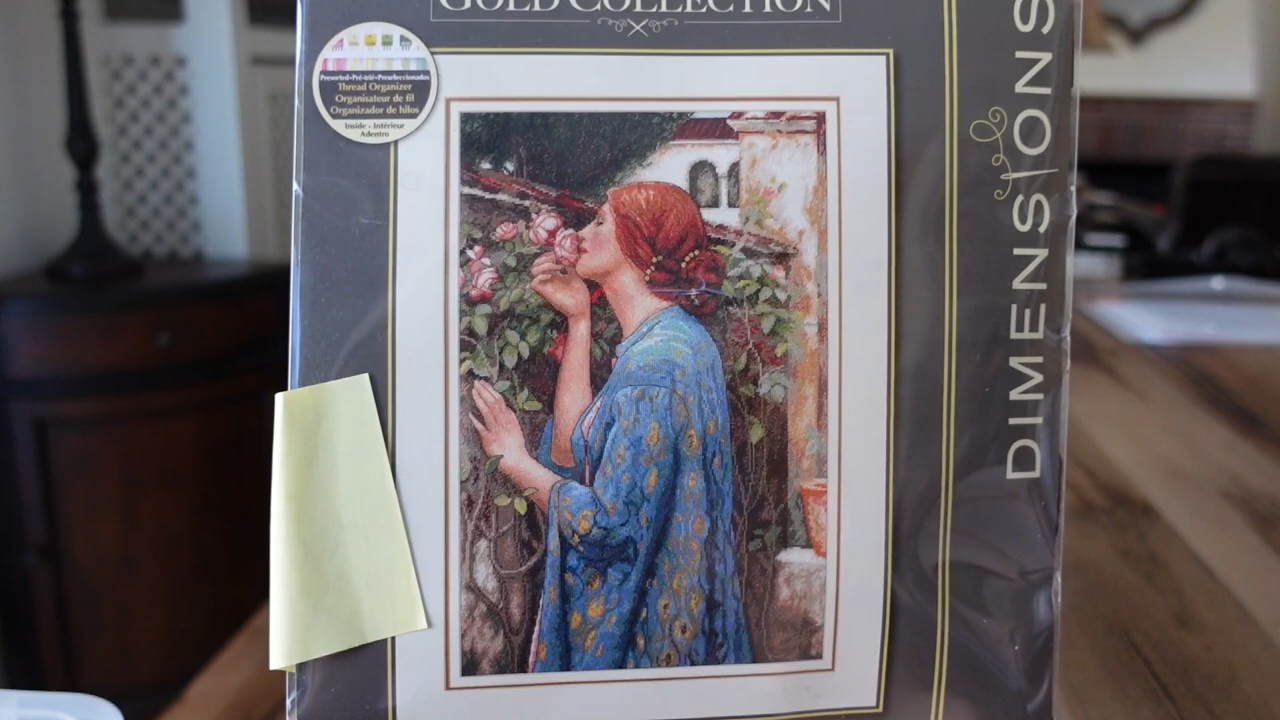 GOLD COLLECTION
Presorted•Pré-trié•Preseleccionados
Thread Organizer
Organisateur de fil
Organizador de hilos
Inside - Intérieur
Adentro
DIMENSIONS